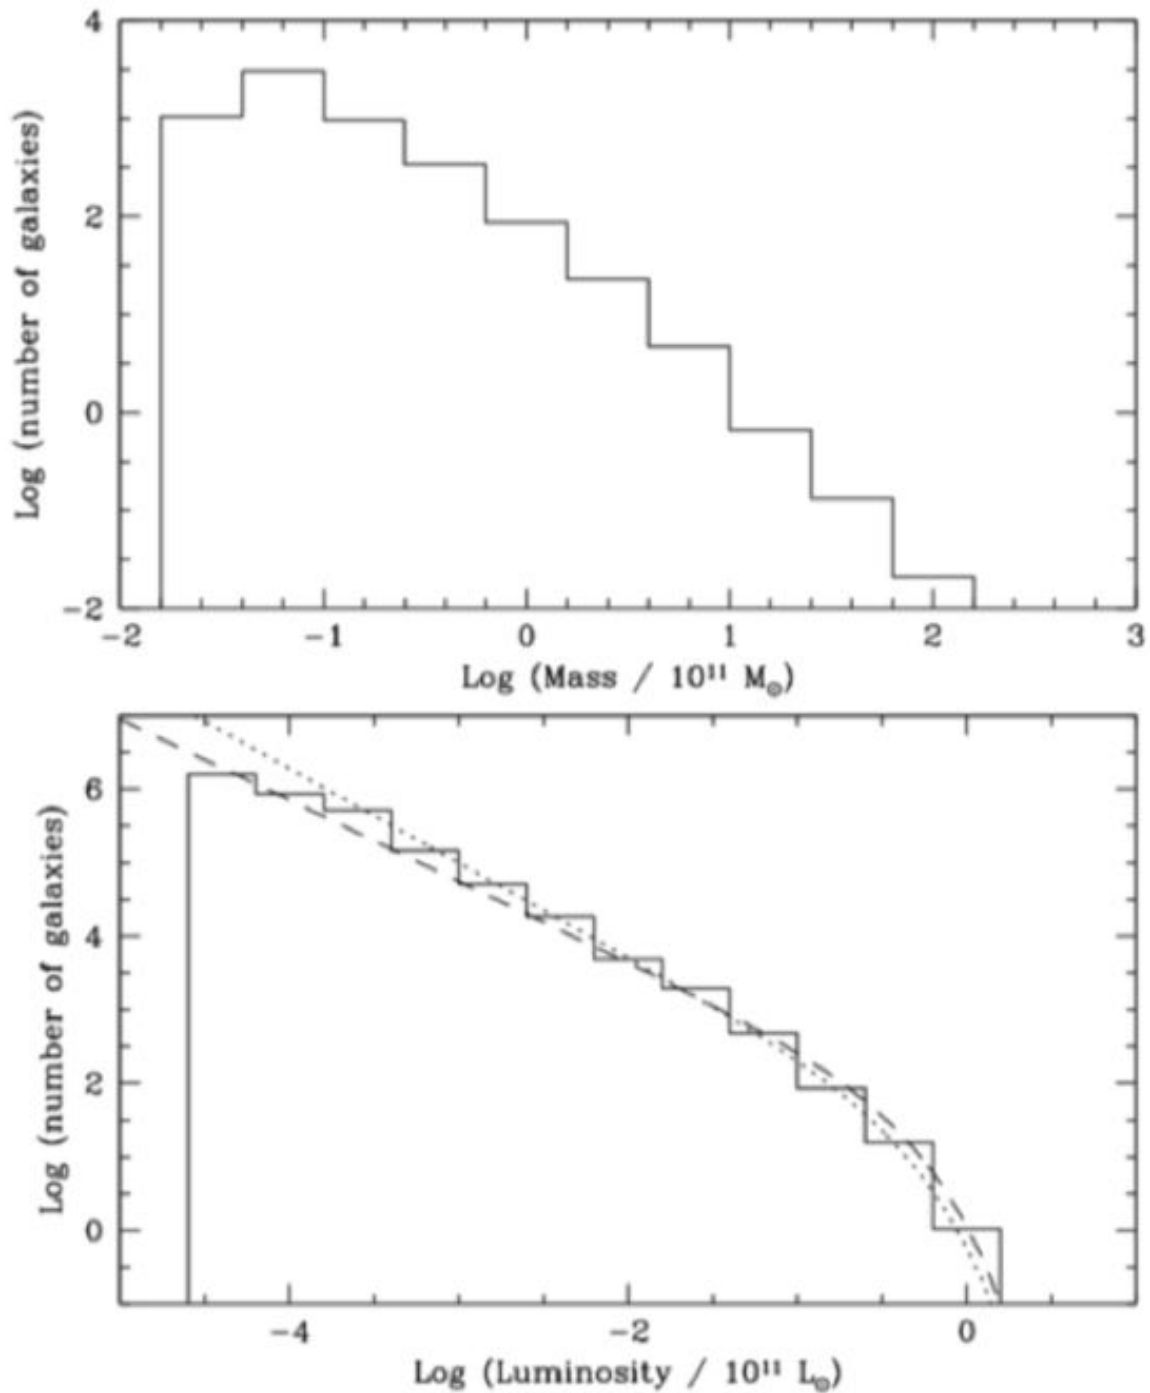 4
2
0
−2
Log (number of galaxies)
−2 −1 0 1 2 3
Log (Mass / 10¹¹ M⊙)
6
4
2
0
Log (number of galaxies)
−4 −2 0
Log (Luminosity / 10¹¹ L⊙)